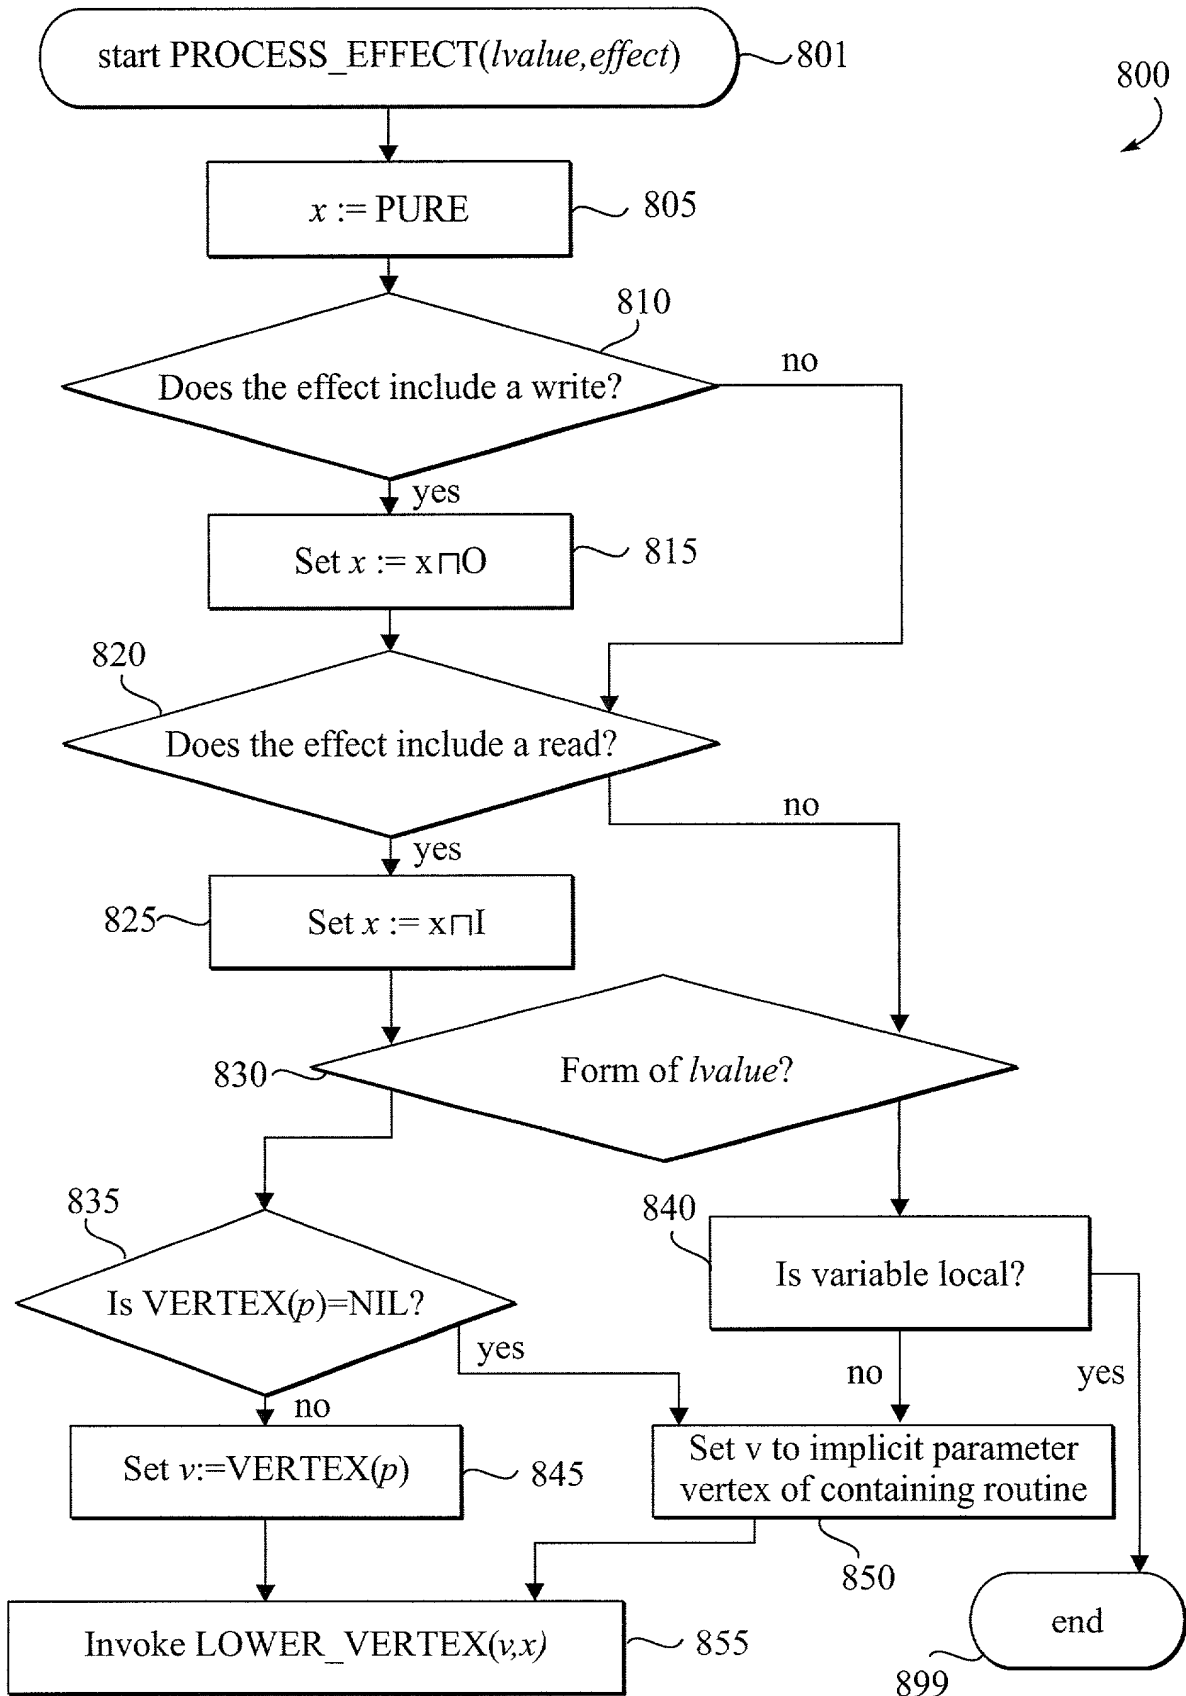 start PROCESS_EFFECT(lvalue,effect)
801
800
x := PURE
805
810
Does the effect include a write?
no
yes
Set x := x⊓O
815
820
Does the effect include a read?
no
yes
825
Set x := x⊓I
830
Form of lvalue?
835
840
Is VERTEX(p)=NIL?
Is variable local?
yes
no
yes
no
Set v:=VERTEX(p)
845
Set v to implicit parameter
vertex of containing routine
850
Invoke LOWER_VERTEX(v,x)
855
end
899